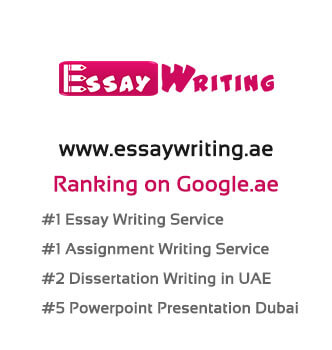 Essay Writing
www.essaywriting.ae
Ranking on Google.ae
#1 Essay Writing Service
#1 Assignment Writing Service
#2 Dissertation Writing in UAE
#5 Powerpoint Presentation Dubai